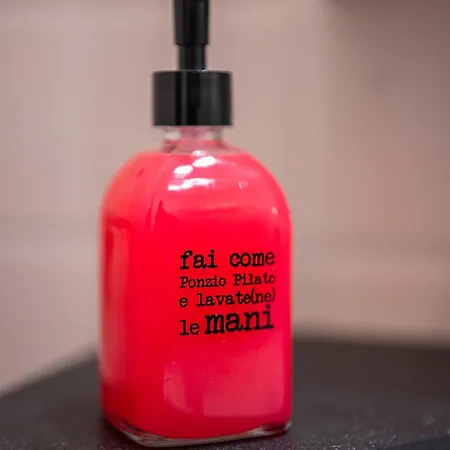 fai come
Ponzio Pilato
e lavate(ne)
le mani